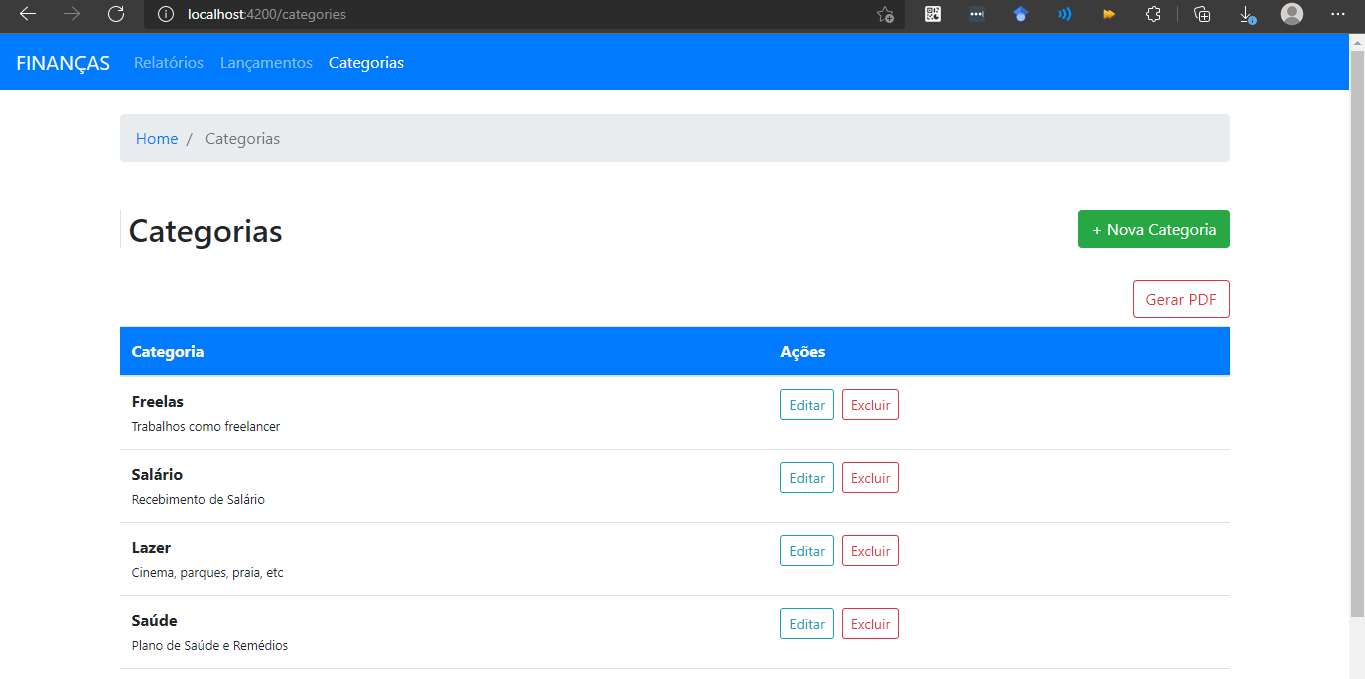 localhost:4200/categories
FINANÇAS Relatórios Lançamentos Categorias
Home / Categorias
Categorias
+ Nova Categoria
Gerar PDF
Categoria Ações
Freelas
Editar Excluir
Trabalhos como freelancer
Salário
Editar Excluir
Recebimento de Salário
Lazer
Editar Excluir
Cinema, parques, praia, etc
Saúde
Editar Excluir
Plano de Saúde e Remédios